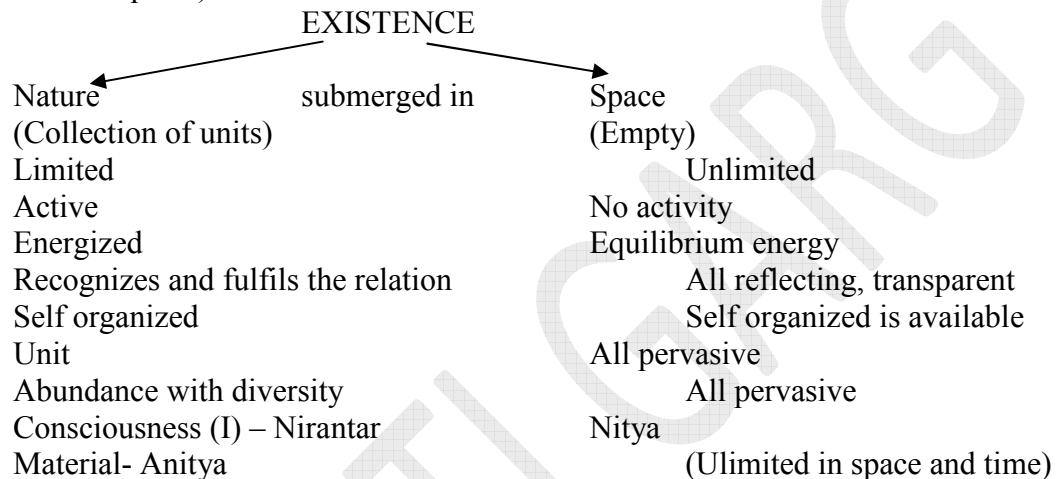 EXISTENCE
Nature submerged in Space
(Collection of units) (Empty)
Limited Unlimited
Active No activity
Energized Equilibrium energy
Recognizes and fulfils the relation All reflecting, transparent
Self organized Self organized is available
Unit All pervasive
Abundance with diversity All pervasive
Consciousness (I) – Nirantar Nitya
Material- Anitya (Ulimited in space and time)
TI GARG